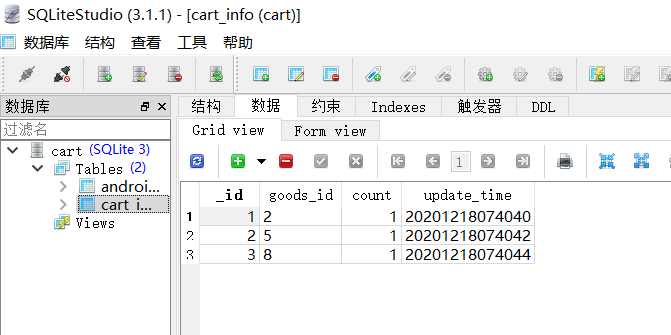 SQLiteStudio (3.1.1) - [cart_info (cart)]
数据库 结构 查看 工具 帮助
数据库
过滤名
cart (SQLite 3)
Tables (2)
androi...
cart_i...
Views
结构 数据 约束 Indexes 触发器 DDL
Grid view Form view
1
_id goods_id count update_time
1 1 2 1 20201218074040
2 2 5 1 20201218074042
3 3 8 1 20201218074044